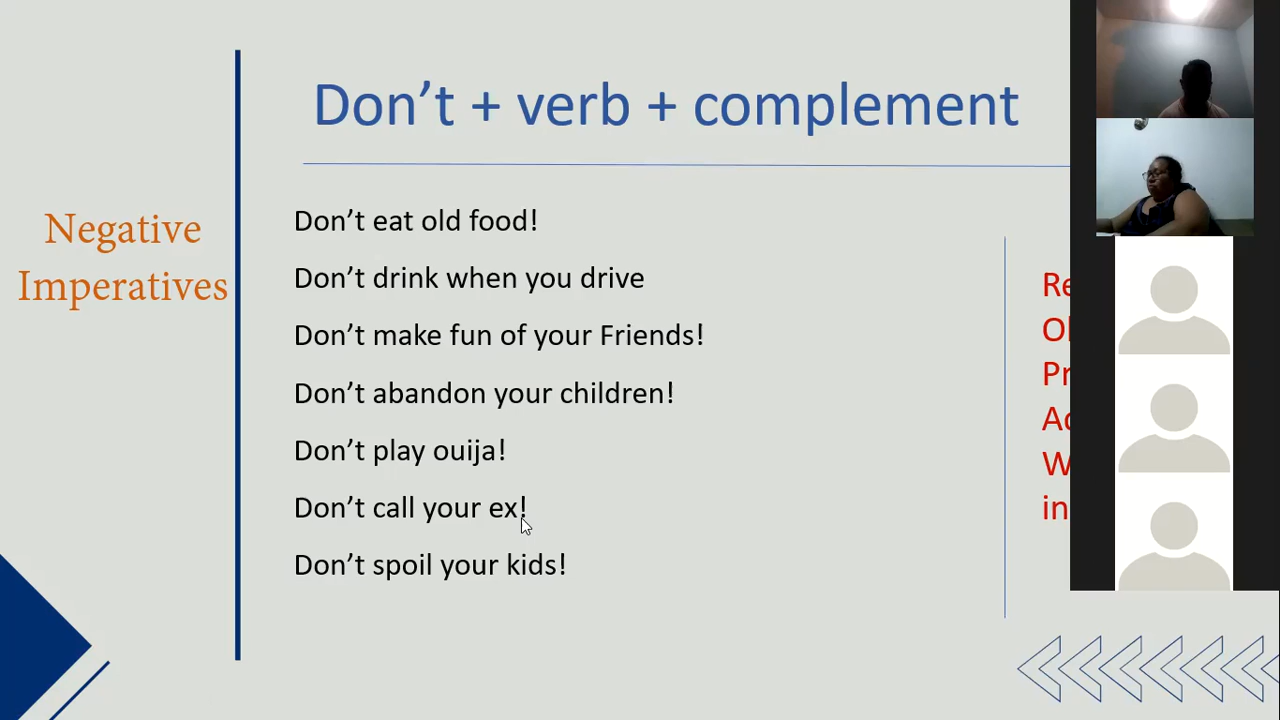 Don't + verb + complement
Negative
Imperatives
Don't eat old food!
Don't drink when you drive
Don't make fun of your Friends!
Don't abandon your children!
Don't play ouija!
Don't call your ex!
Don't spoil your kids!